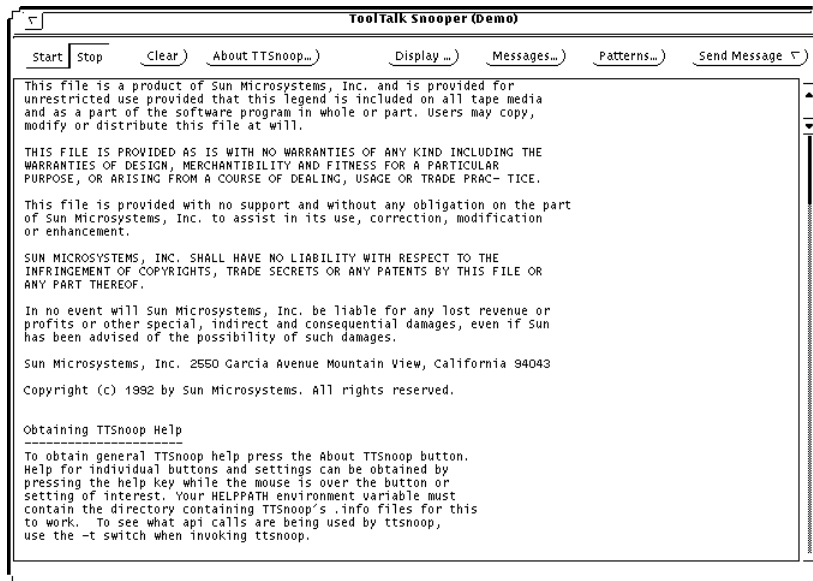 ToolTalk Snooper (Demo)
Start Stop Clear About TTSnoop... Display ... Messages... Patterns... Send Message
This file is a product of Sun Microsystems, Inc. and is provided for
unrestricted use provided that this legend is included on all tape media
and as a part of the software program in whole or part. Users may copy,
modify or distribute this file at will.
THIS FILE IS PROVIDED AS IS WITH NO WARRANTIES OF ANY KIND INCLUDING THE
WARRANTIES OF DESIGN, MERCHANTIBILITY AND FITNESS FOR A PARTICULAR
PURPOSE, OR ARISING FROM A COURSE OF DEALING, USAGE OR TRADE PRAC- TICE.
This file is provided with no support and without any obligation on the part
of Sun Microsystems, Inc. to assist in its use, correction, modification
or enhancement.
SUN MICROSYSTEMS, INC. SHALL HAVE NO LIABILITY WITH RESPECT TO THE
INFRINGEMENT OF COPYRIGHTS, TRADE SECRETS OR ANY PATENTS BY THIS FILE OR
ANY PART THEREOF.
In no event will Sun Microsystems, Inc. be liable for any lost revenue or
profits or other special, indirect and consequential damages, even if Sun
has been advised of the possibility of such damages.
Sun Microsystems, Inc. 2550 Garcia Avenue Mountain View, California 94043
Copyright (c) 1992 by Sun Microsystems. All rights reserved.
Obtaining TTSnoop Help
----------------------
To obtain general TTSnoop help press the About TTSnoop button.
Help for individual buttons and settings can be obtained by
pressing the help key while the mouse is over the button or
setting of interest. Your HELPPATH environment variable must
contain the directory containing TTSnoop's .info files for this
to work.  To see what api calls are being used by ttsnoop,
use the -t switch when invoking ttsnoop.